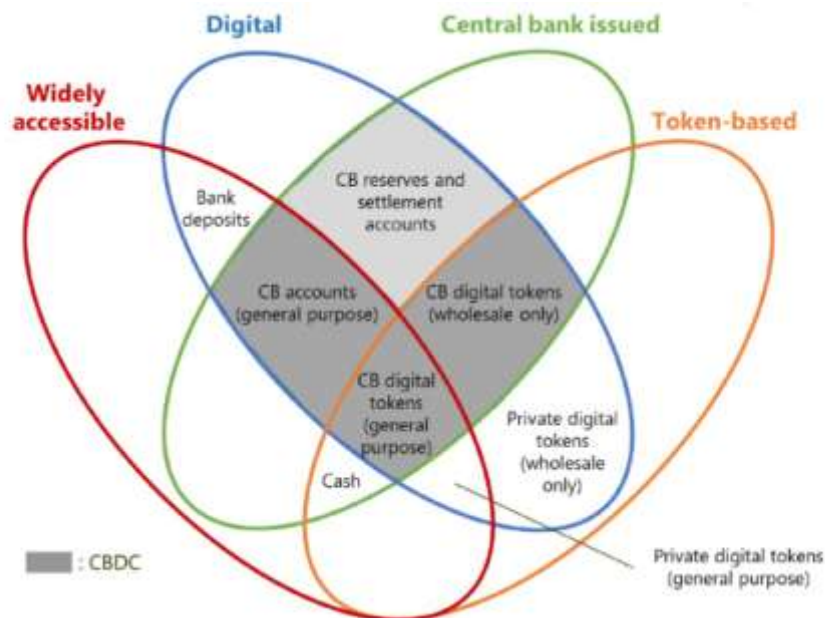 Digital
Central bank issued
Widely
accessible
Token-based
Bank
deposits
CB reserves and
settlement
accounts
CB accounts
(general purpose)
CB digital tokens
(wholesale only)
CB digital
tokens
(general
purpose)
Private digital
tokens
(wholesale
only)
Cash
Private digital tokens
(general purpose)
: CBDC